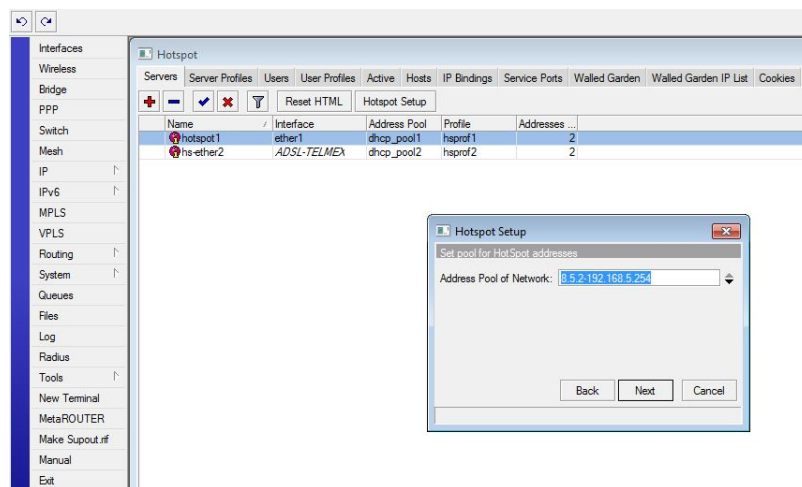 Interfaces
Wireless
Bridge
PPP
Switch
Mesh
IP
IPv6
MPLS
VPLS
Routing
System
Queues
Files
Log
Radius
Tools
New Terminal
MetaROUTER
Make Supout.rif
Manual
Exit
Hotspot
Servers Server Profiles Users User Profiles Active Hosts IP Bindings Service Ports Walled Garden Walled Garden IP List Cookies
Reset HTML Hotspot Setup
Name / Interface Address Pool Profile Addresses ...
hotspot1 ether1 dhcp_pool1 hsprof1 2
hs-ether2 ADSL-TELMEX dhcp_pool2 hsprof2 2
Hotspot Setup
Set pool for HotSpot addresses
Address Pool of Network: 8.5.2-192.168.5.254
Back Next Cancel